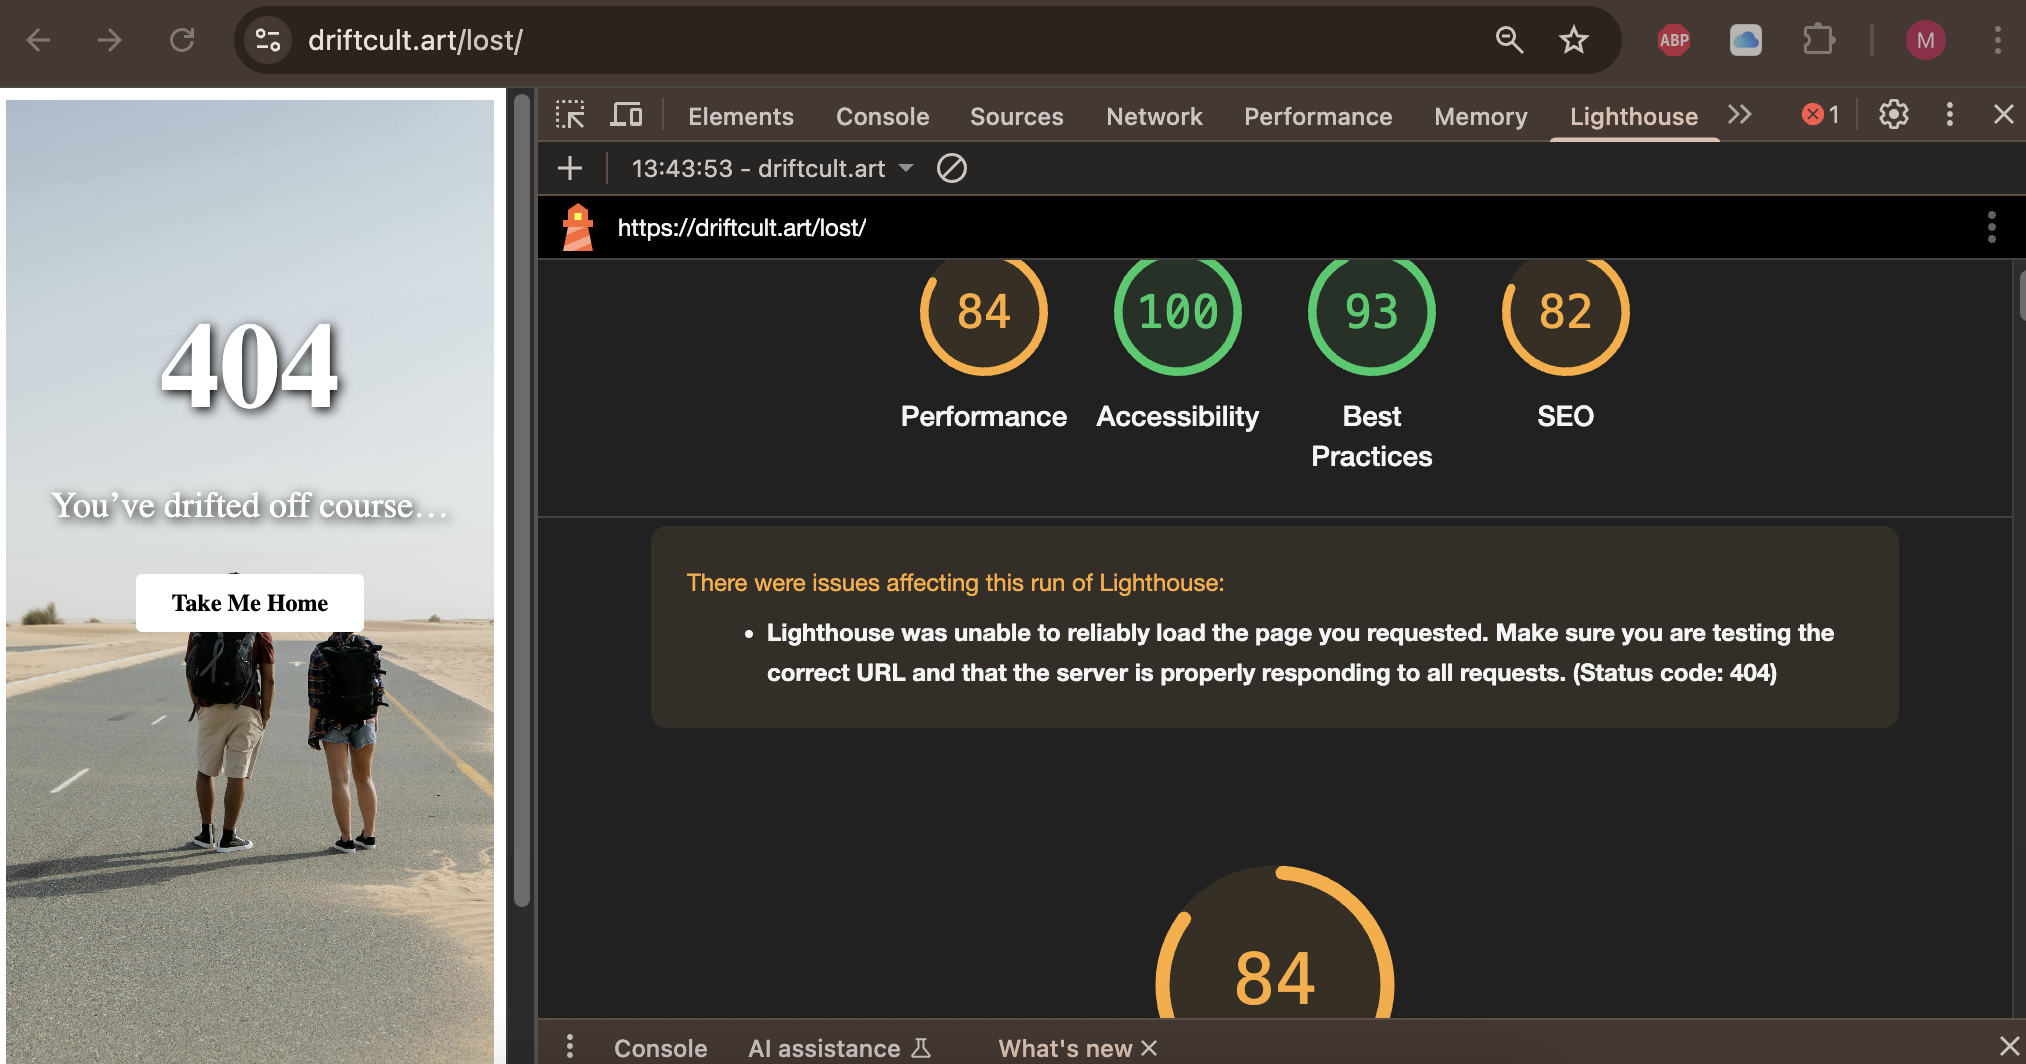 driftcult.art/lost/
ABP
M
404
You’ve drifted off course…
Take Me Home
Elements Console Sources Network Performance Memory Lighthouse 1
13:43:53 - driftcult.art
https://driftcult.art/lost/
84 100 93 82
Performance Accessibility Best Practices SEO
There were issues affecting this run of Lighthouse:
• Lighthouse was unable to reliably load the page you requested. Make sure you are testing the
correct URL and that the server is properly responding to all requests. (Status code: 404)
84
Console AI assistance What's new